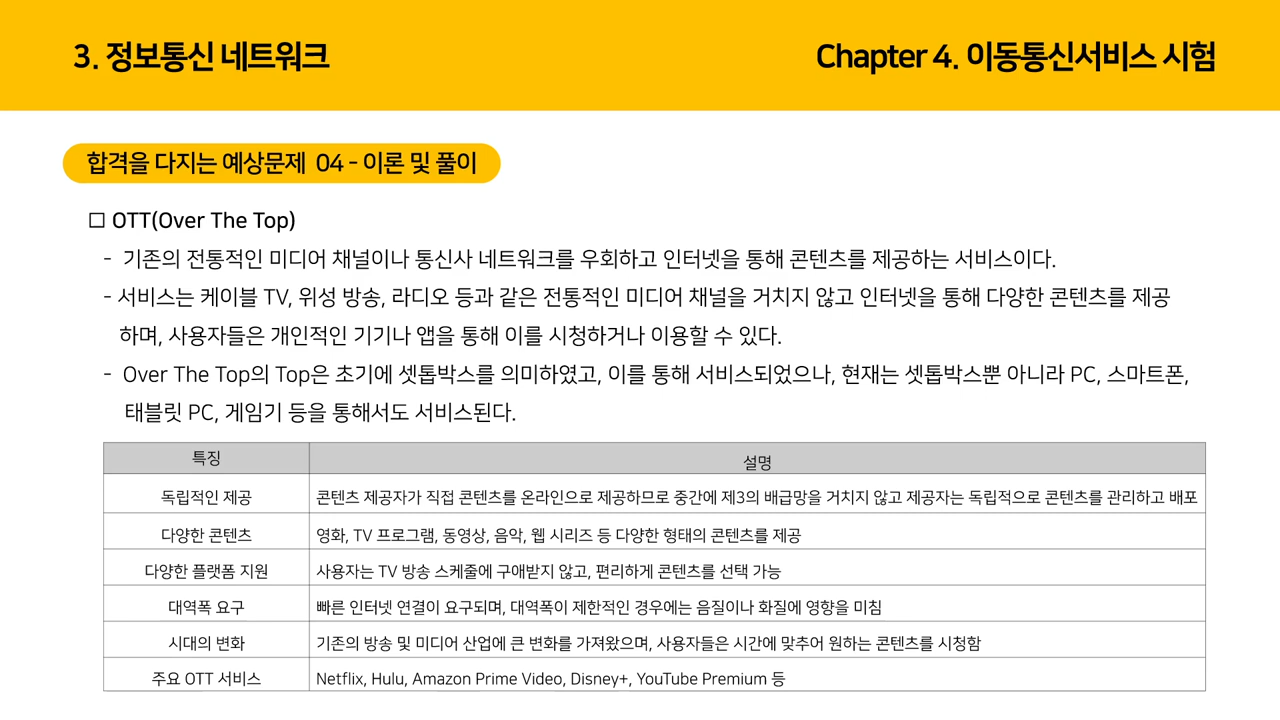 3. 정보통신 네트워크
Chapter 4. 이동통신서비스 시험
합격을 다지는 예상문제 04 - 이론 및 풀이
□ OTT(Over The Top)
- 기존의 전통적인 미디어 채널이나 통신사 네트워크를 우회하고 인터넷을 통해 콘텐츠를 제공하는 서비스이다.
- 서비스는 케이블 TV, 위성 방송, 라디오 등과 같은 전통적인 미디어 채널을 거치지 않고 인터넷을 통해 다양한 콘텐츠를 제공
하며, 사용자들은 개인적인 기기나 앱을 통해 이를 시청하거나 이용할 수 있다.
- Over The Top의 Top은 초기에 셋톱박스를 의미하였고, 이를 통해 서비스되었으나, 현재는 셋톱박스뿐 아니라 PC, 스마트폰,
태블릿 PC, 게임기 등을 통해서도 서비스된다.
특징 설명
독립적인 제공 콘텐츠 제공자가 직접 콘텐츠를 온라인으로 제공하므로 중간에 제3의 배급망을 거치지 않고 제공자는 독립적으로 콘텐츠를 관리하고 배포
다양한 콘텐츠 영화, TV 프로그램, 동영상, 음악, 웹 시리즈 등 다양한 형태의 콘텐츠를 제공
다양한 플랫폼 지원 사용자는 TV 방송 스케줄에 구애받지 않고, 편리하게 콘텐츠를 선택 가능
대역폭 요구 빠른 인터넷 연결이 요구되며, 대역폭이 제한적인 경우에는 음질이나 화질에 영향을 미침
시대의 변화 기존의 방송 및 미디어 산업에 큰 변화를 가져왔으며, 사용자들은 시간에 맞추어 원하는 콘텐츠를 시청함
주요 OTT 서비스 Netflix, Hulu, Amazon Prime Video, Disney+, YouTube Premium 등